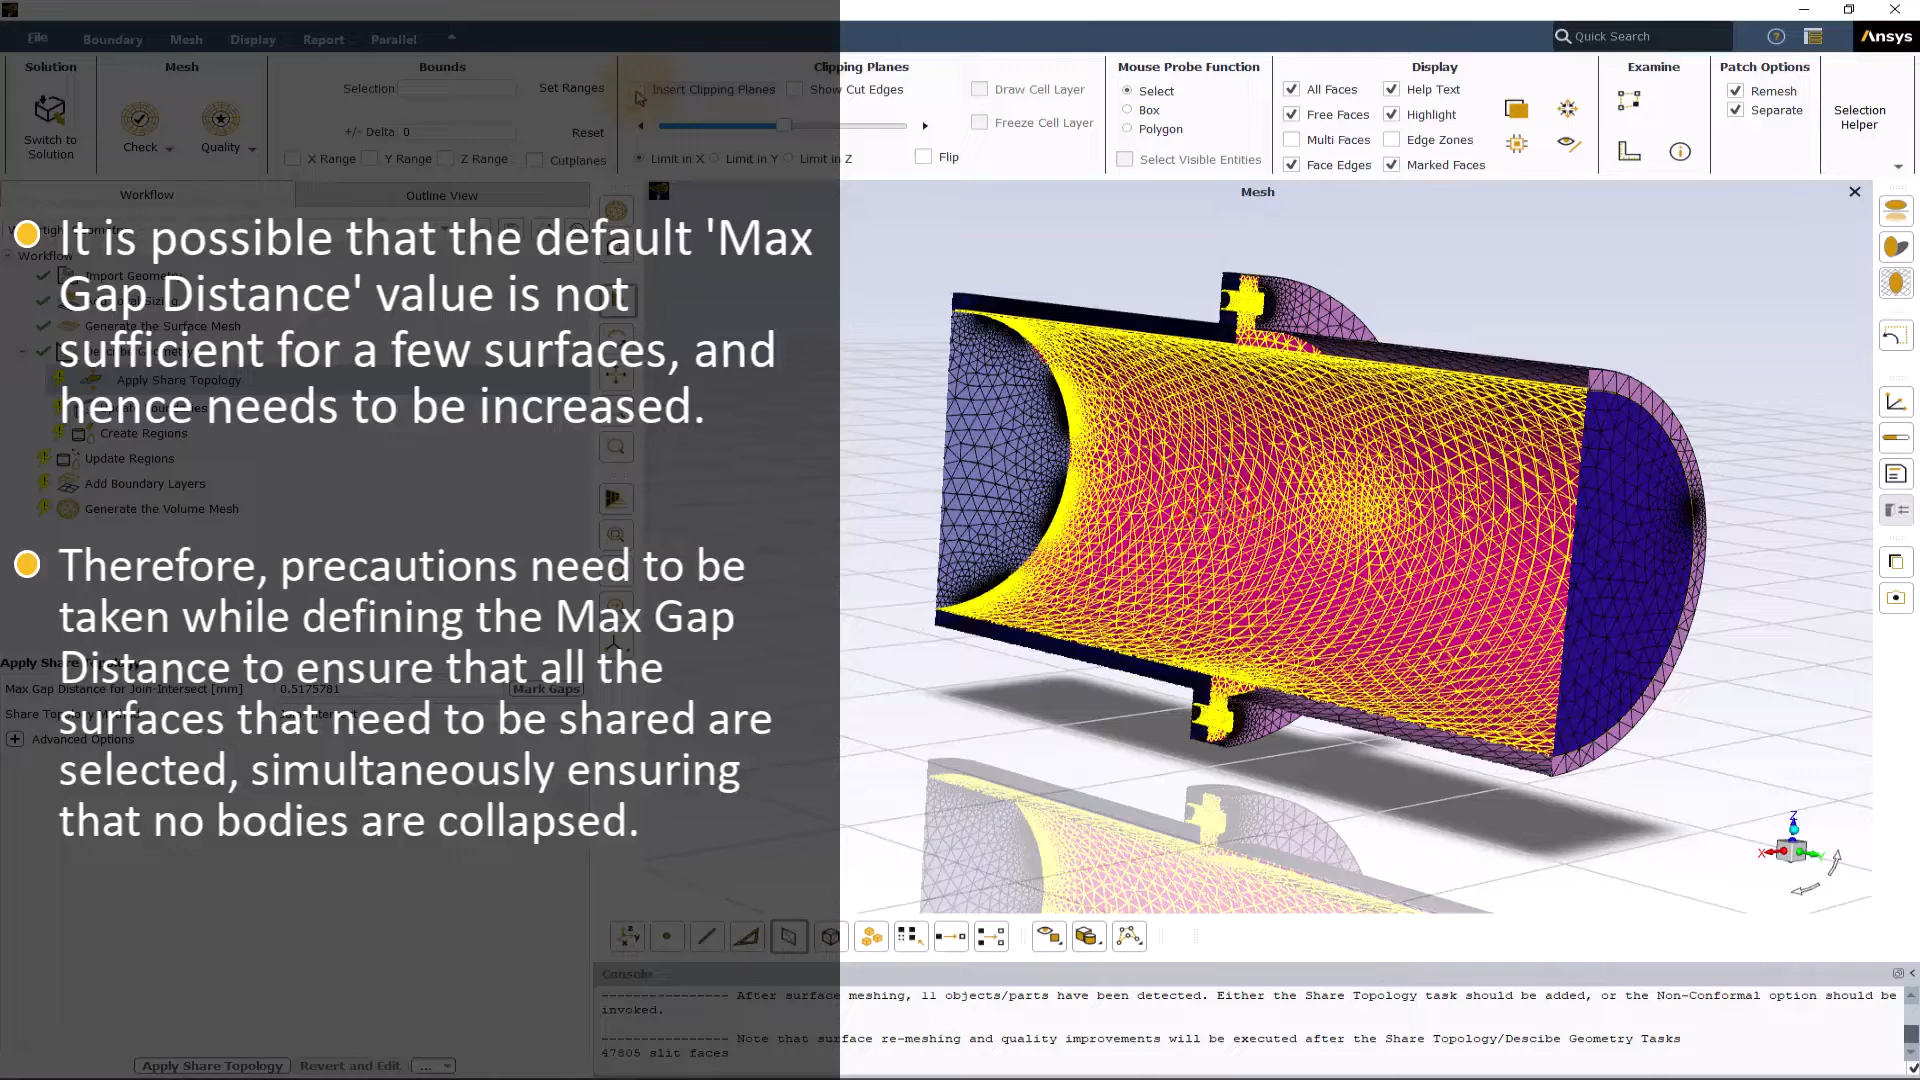 File
Boundary
Mesh
Display
Report
Parallel
Quick Search
Ansys
Solution
Mesh
Bounds
Clipping Planes
Mouse Probe Function
Display
Examine
Patch Options
Switch to
Solution
Check
Quality
Selection
Set Ranges
+/- Delta 0
Reset
X Range
Y Range
Z Range
Cutplanes
Insert Clipping Planes
Show Cut Edges
Draw Cell Layer
Freeze Cell Layer
Limit in X
Limit in Y
Limit in Z
Flip
Select
Box
Polygon
Select Visible Entities
All Faces
Free Faces
Multi Faces
Face Edges
Help Text
Highlight
Edge Zones
Marked Faces
Remesh
Separate
Selection
Helper
Workflow
Outline View
Mesh
It is possible that the default 'Max
Gap Distance' value is not
sufficient for a few surfaces, and
hence needs to be increased.
Therefore, precautions need to be
taken while defining the Max Gap
Distance to ensure that all the
surfaces that need to be shared are
selected, simultaneously ensuring
that no bodies are collapsed.
Workflow
Import Geometry
Generate the Surface Mesh
Apply Share Topology
Create Regions
Update Regions
Add Boundary Layers
Generate the Volume Mesh
Apply Share Topology
Max Gap Distance for Join-Intersect [mm]
0.5175781
Mark Gaps
Advanced Options
Apply Share Topology
Revert and Edit
...
Z
X
Y
Console
---------------- After surface meshing, 11 objects/parts have been detected. Either the Share Topology task should be added, or the Non-Conformal option should be
invoked.
---------------- Note that surface re-meshing and quality improvements will be executed after the Share Topology/Descibe Geometry Tasks
47805 slit faces